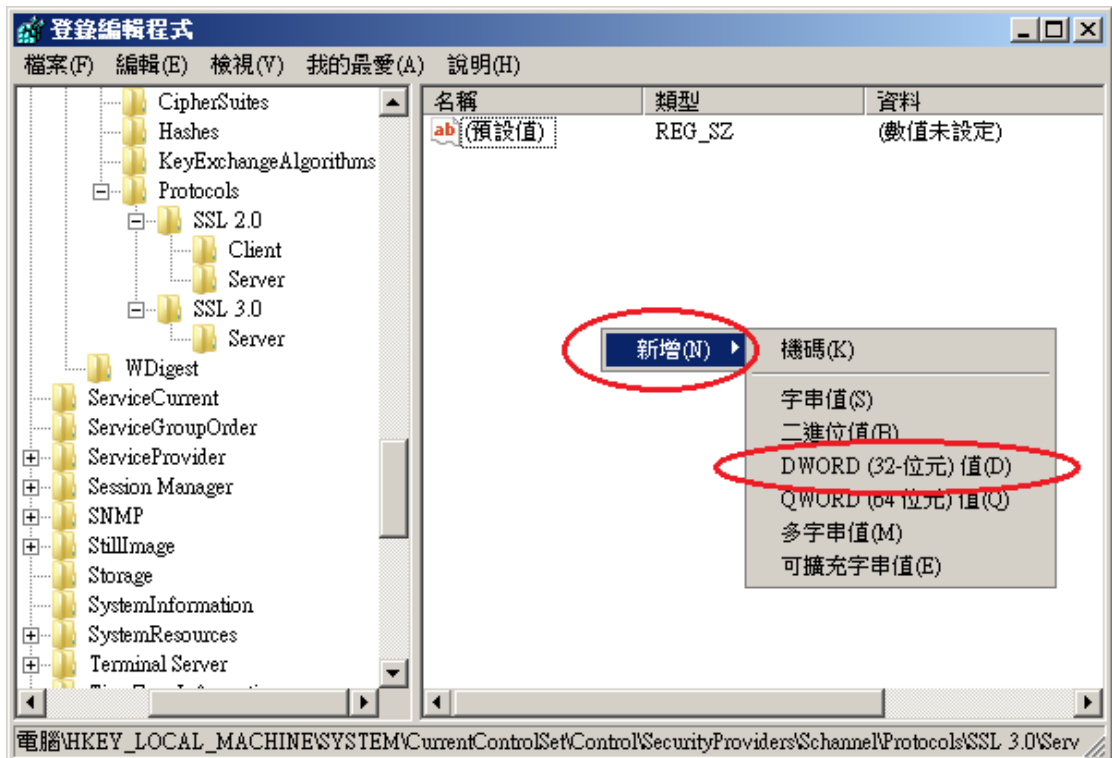 登錄編輯程式
檔案(F) 編輯(E) 檢視(V) 我的最愛(A) 說明(H)
CipherSuites
Hashes
KeyExchangeAlgorithms
Protocols
SSL 2.0
Client
Server
SSL 3.0
Server
WDigest
ServiceCurrent
ServiceGroupOrder
ServiceProvider
Session Manager
SNMP
StillImage
Storage
SystemInformation
SystemResources
Terminal Server
名稱 類型 資料
ab (預設值) REG_SZ (數值未設定)
新增(N)
機碼(K)
字串值(S)
二進位值(B)
DWORD (32-位元) 值(D)
QWORD (64 位元) 值(Q)
多字串值(M)
可擴充字串值(E)
電腦\HKEY_LOCAL_MACHINE\SYSTEM\CurrentControlSet\Control\SecurityProviders\Schannel\Protocols\SSL 3.0\Serv